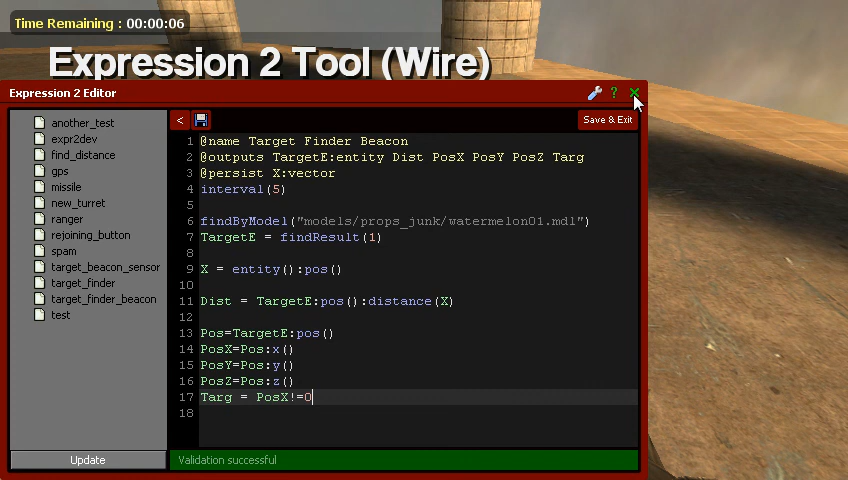 Time Remaining : 00:00:06
Expression 2 Tool (Wire)
Expression 2 Editor
another_test
expr2dev
find_distance
gps
missile
new_turret
ranger
rejoining_button
spam
target_beacon_sensor
target_finder
target_finder_beacon
test
Update
< Save & Exit
1 @name Target Finder Beacon
2 @outputs TargetE:entity Dist PosX PosY PosZ Targ
3 @persist X:vector
4 interval(5)
5
6 findByModel("models/props_junk/watermelon01.mdl")
7 TargetE = findResult(1)
8
9 X = entity():pos()
10
11 Dist = TargetE:pos():distance(X)
12
13 Pos=TargetE:pos()
14 PosX=Pos:x()
15 PosY=Pos:y()
16 PosZ=Pos:z()
17 Targ = PosX!=0
18
Validation successful